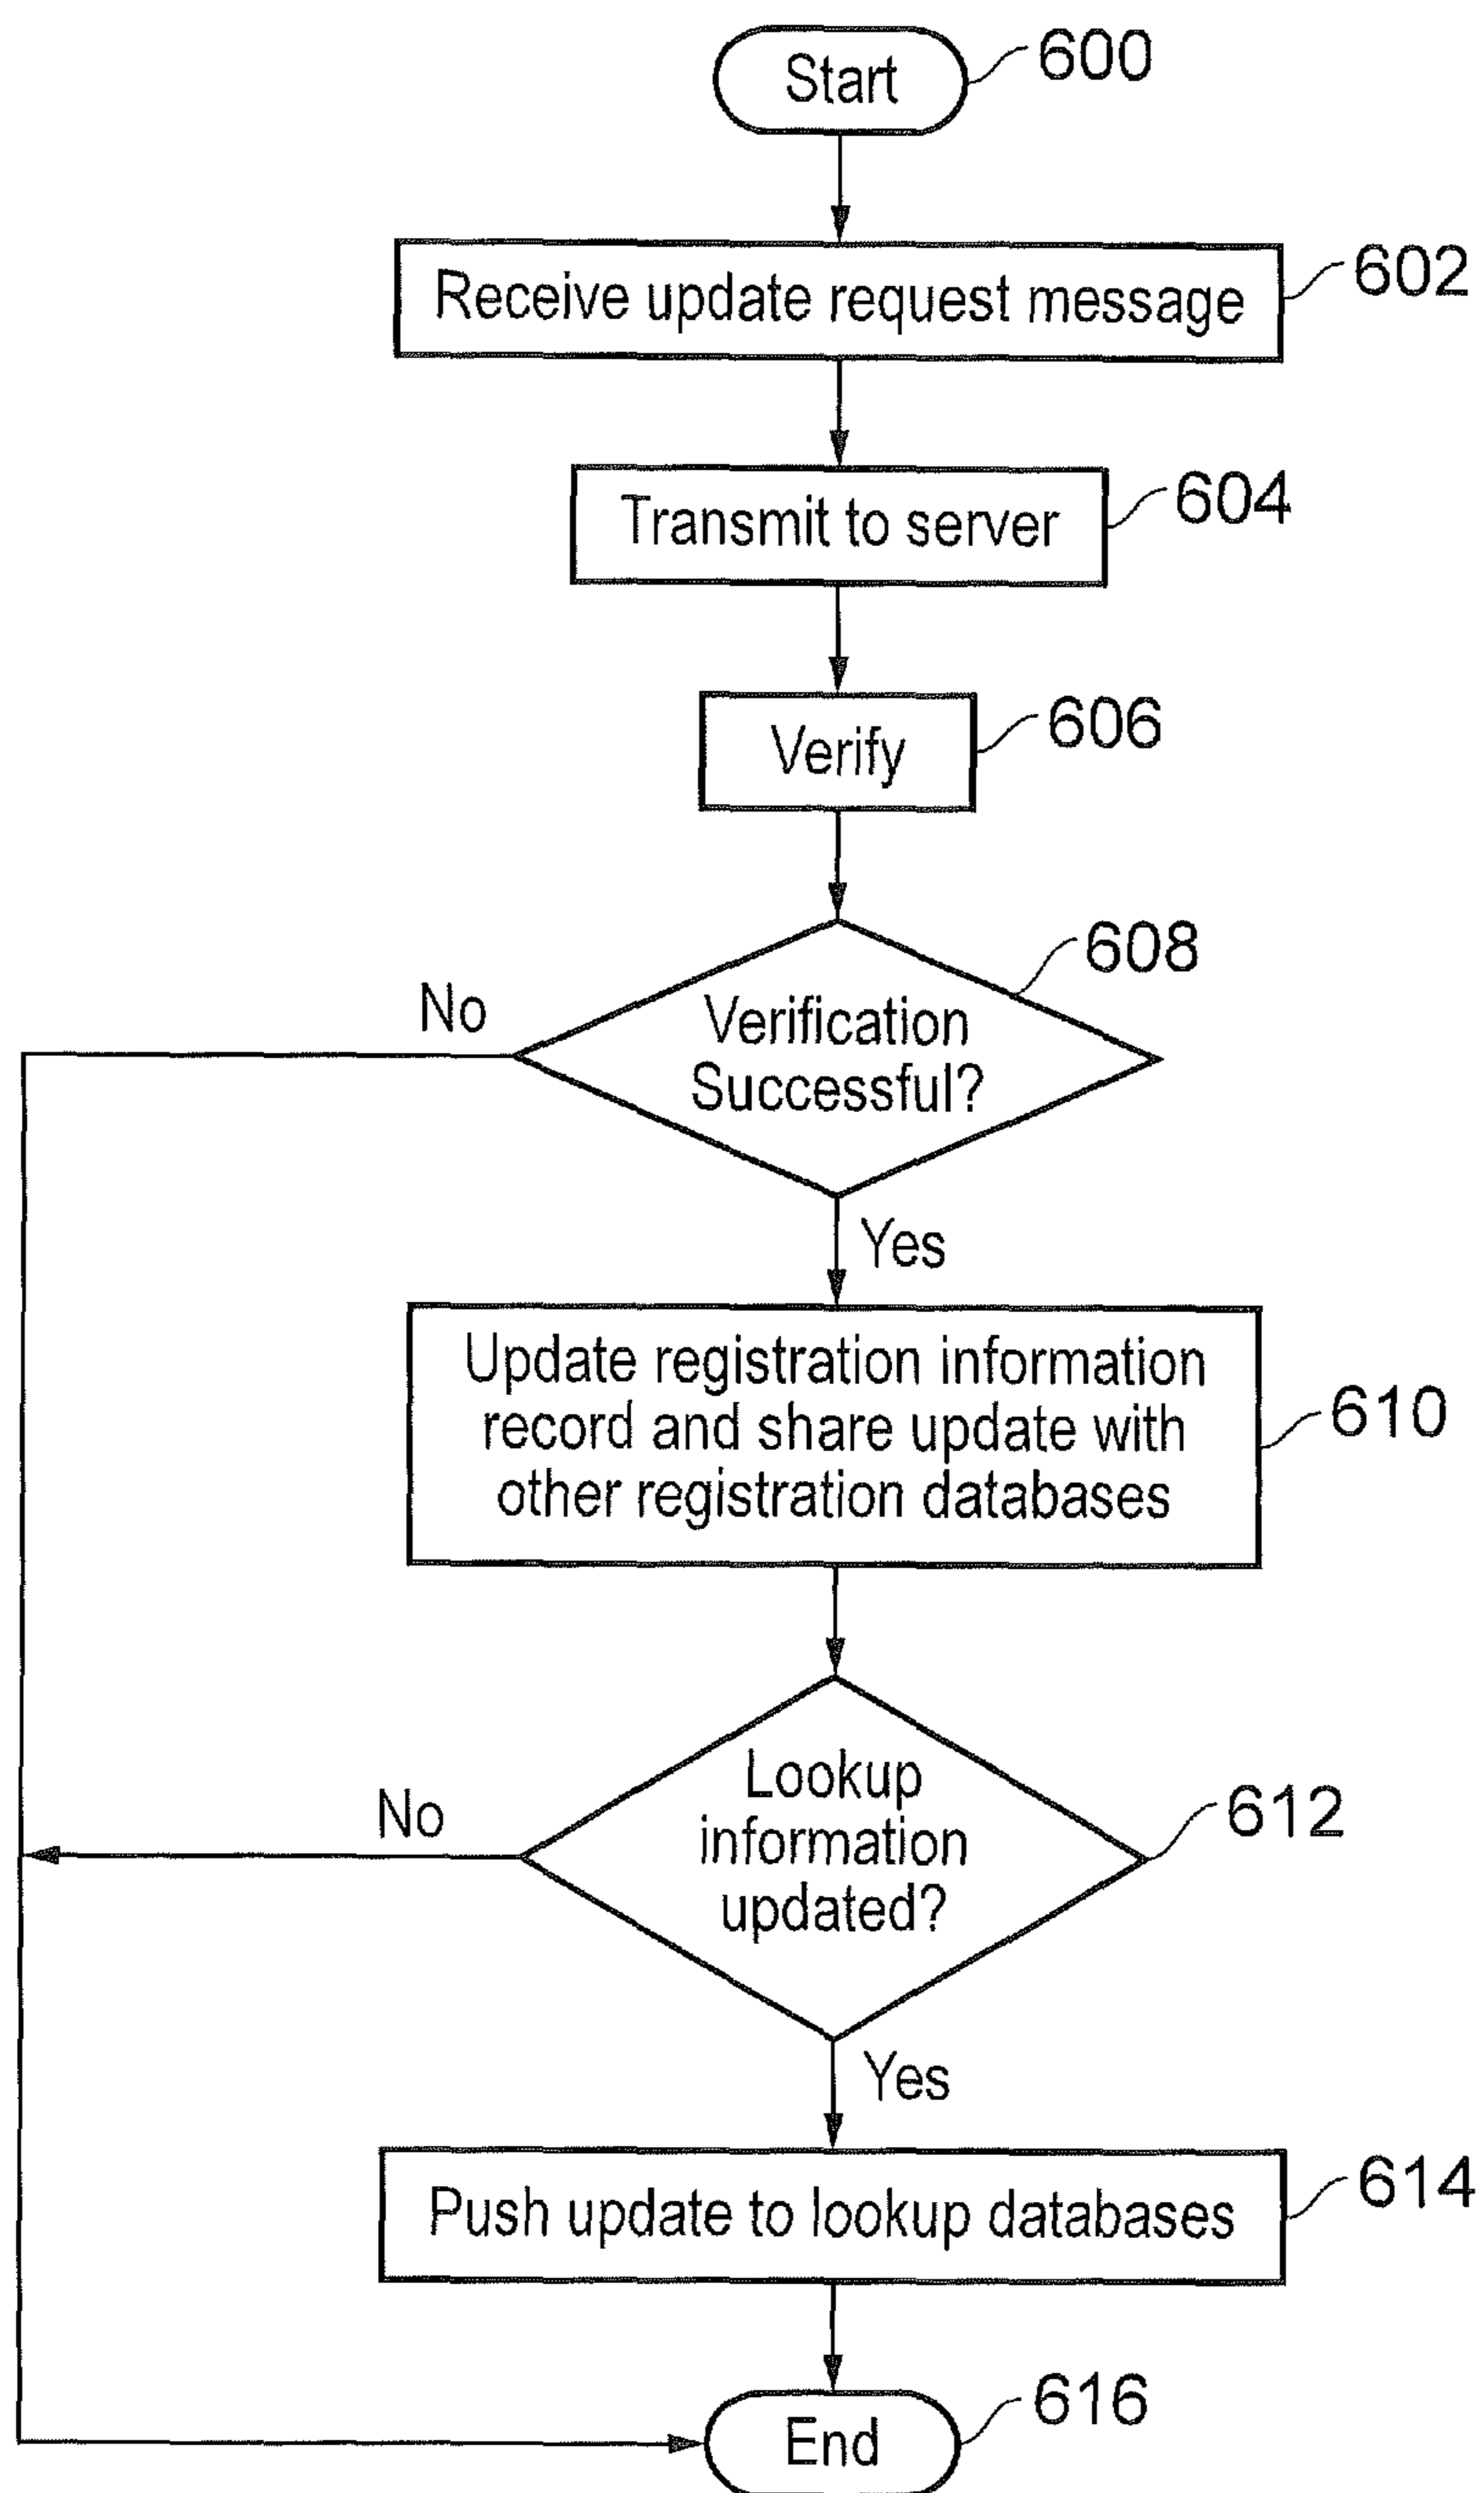 Start
600
Receive update request message
602
Transmit to server
604
Verify
606
608
No
Verification
Successful?
Yes
Update registration information
record and share update with
other registration databases
610
Lookup
information
updated?
No
612
Yes
Push update to lookup databases
614
End
616